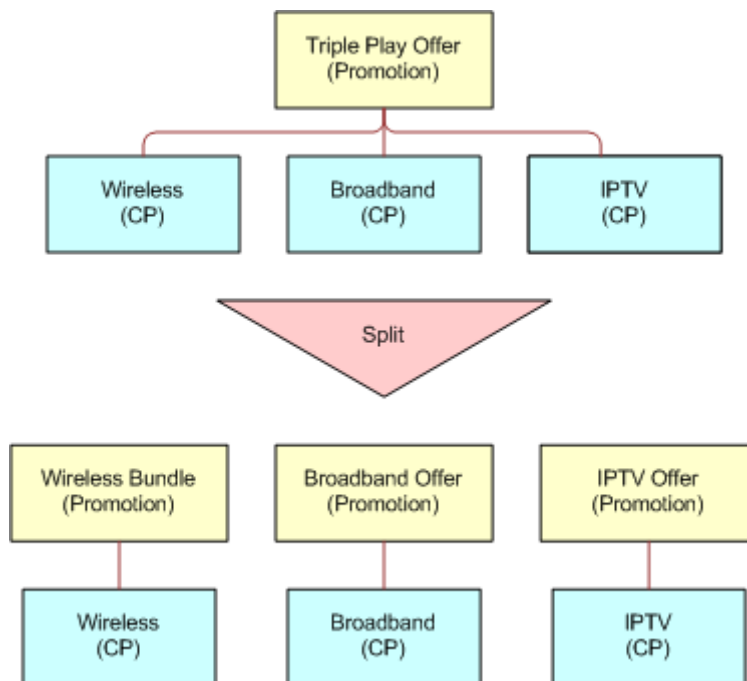 Triple Play Offer
(Promotion)
Wireless
(CP)
Broadband
(CP)
IPTV
(CP)
Split
Wireless Bundle
(Promotion)
Broadband Offer
(Promotion)
IPTV Offer
(Promotion)
Wireless
(CP)
Broadband
(CP)
IPTV
(CP)